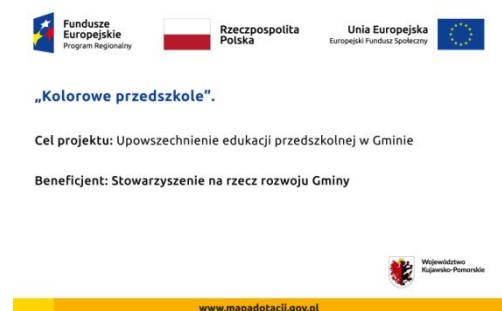 Fundusze
Europejskie
Program Regionalny
Rzeczpospolita
Polska
Unia Europejska
Europejski Fundusz Społeczny
„Kolorowe przedszkole”.
Cel projektu: Upowszechnienie edukacji przedszkolnej w Gminie
Beneficjent: Stowarzyszenie na rzecz rozwoju Gminy
Województwo
Kujawsko-Pomorskie
www.mapadotacji.gov.pl